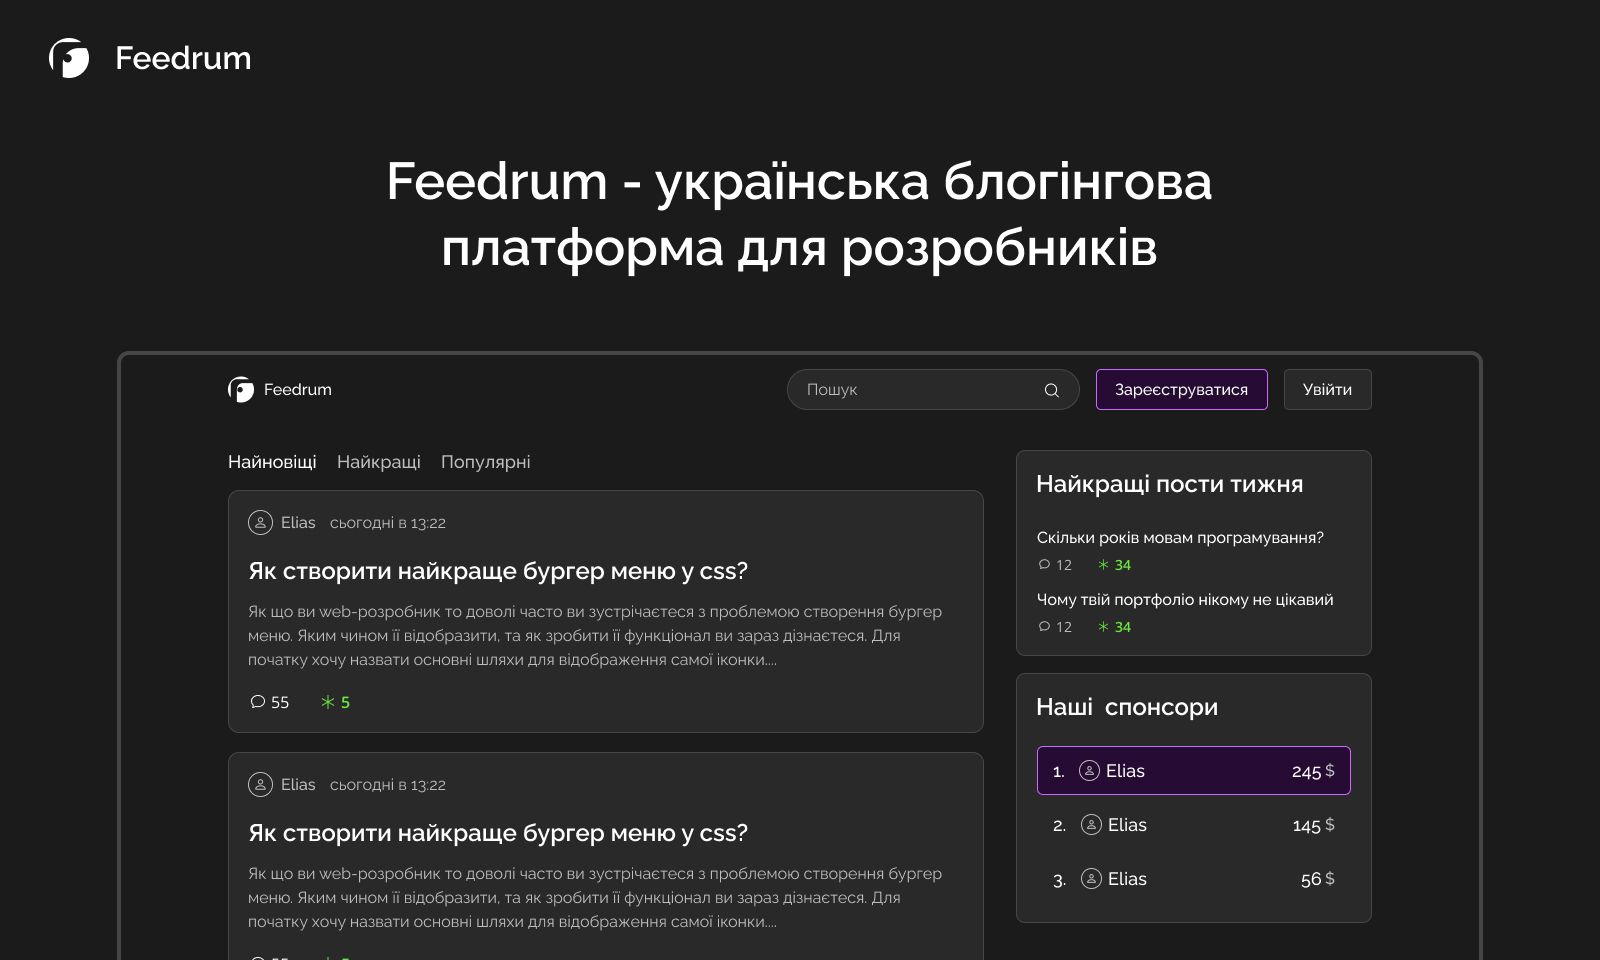 Feedrum
Feedrum - українська блогінгова
платформа для розробників
Feedrum
Пошук
Зареєструватися
Увійти
Найновіщі
Найкращі
Популярні
Elias
сьогодні в 13:22
Як створити найкраще бургер меню у css?
Як що ви web-розробник то доволі часто ви зустрічаєтеся з проблемою створення бургер
меню. Яким чином її відобразити, та як зробити її функціонал ви зараз дізнаєтеся. Для
початку хочу назвати основні шляхи для відображення самої іконки....
55
5
Elias
сьогодні в 13:22
Як створити найкраще бургер меню у css?
Як що ви web-розробник то доволі часто ви зустрічаєтеся з проблемою створення бургер
меню. Яким чином її відобразити, та як зробити її функціонал ви зараз дізнаєтеся. Для
початку хочу назвати основні шляхи для відображення самої іконки....
Найкращі пости тижня
Скільки років мовам програмування?
12
34
Чому твій портфоліо нікому не цікавий
12
34
Наші спонсори
1. Elias 245 $
2. Elias 145 $
3. Elias 56 $